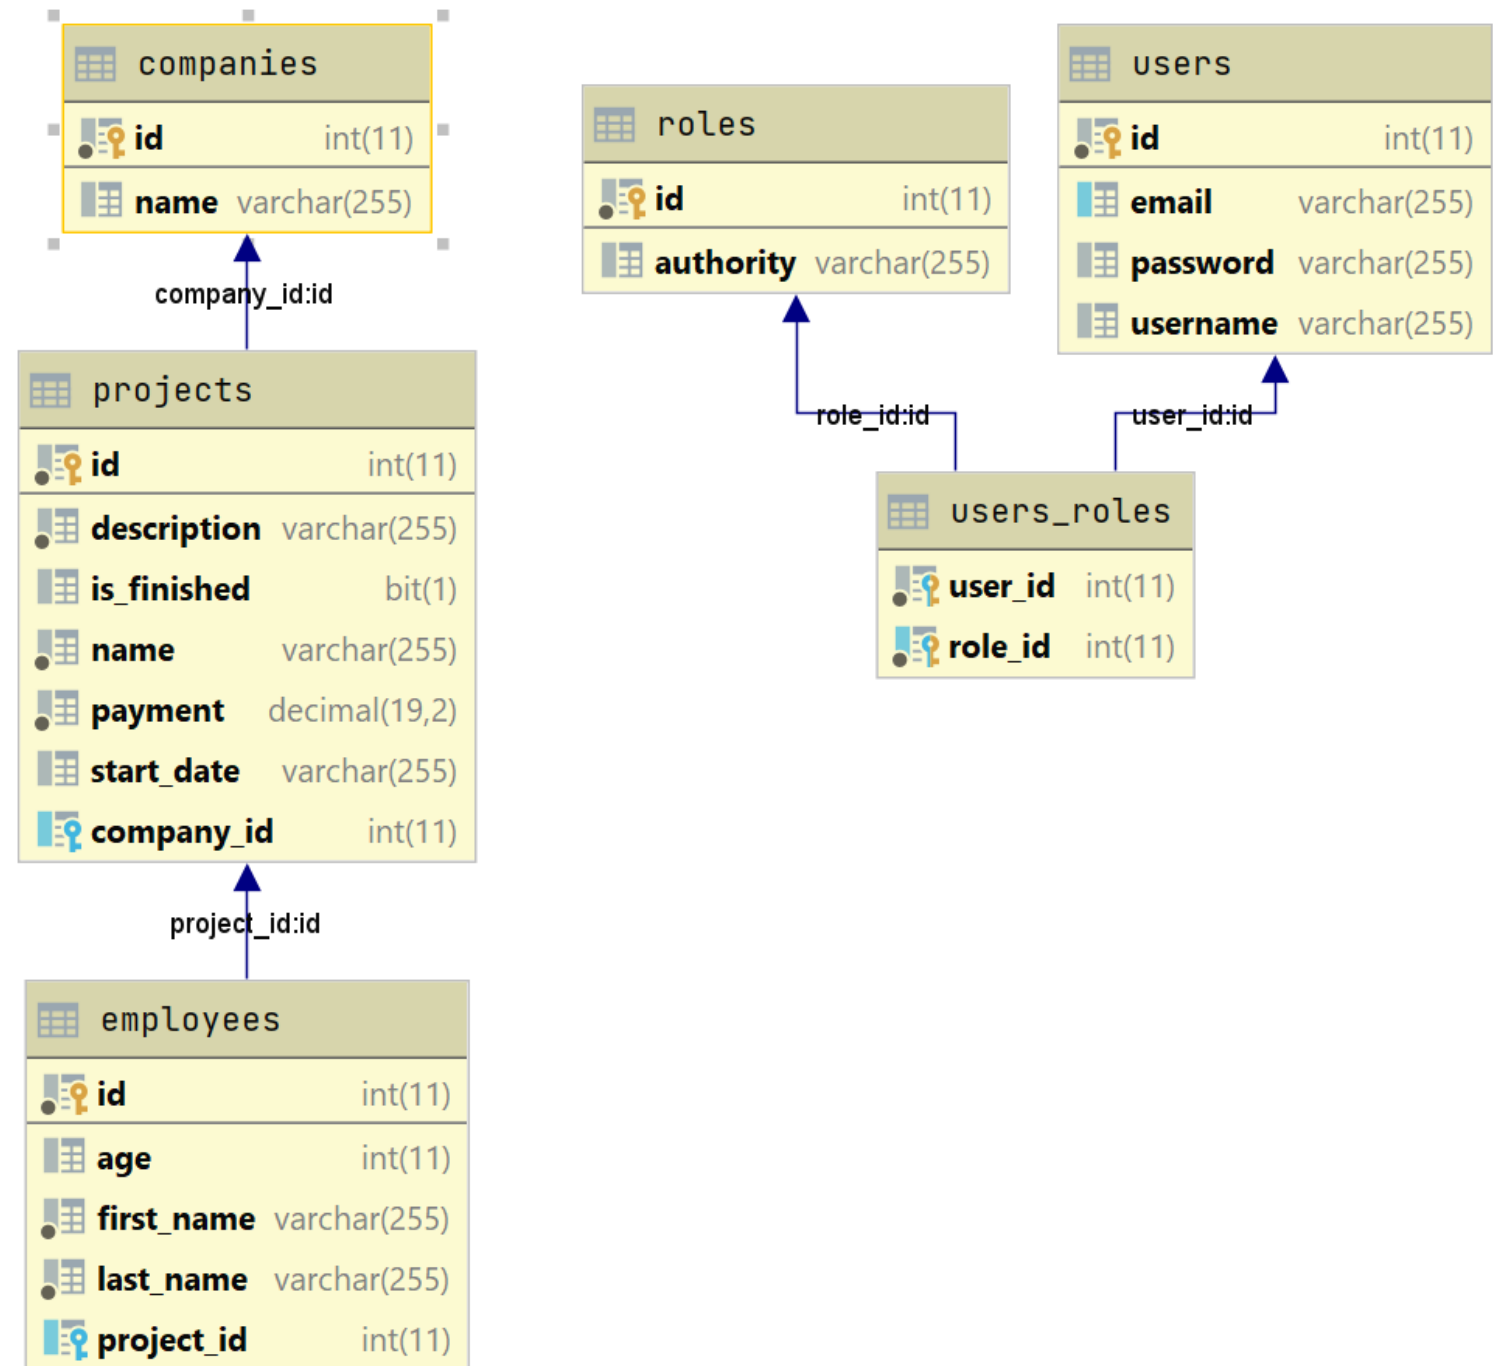 companies
id int(11)
name varchar(255)
company_id:id
projects
id int(11)
description varchar(255)
is_finished bit(1)
name varchar(255)
payment decimal(19,2)
start_date varchar(255)
company_id int(11)
project_id:id
employees
id int(11)
age int(11)
first_name varchar(255)
last_name varchar(255)
project_id int(11)
roles
id int(11)
authority varchar(255)
role_id:id
users
id int(11)
email varchar(255)
password varchar(255)
username varchar(255)
user_id:id
users_roles
user_id int(11)
role_id int(11)